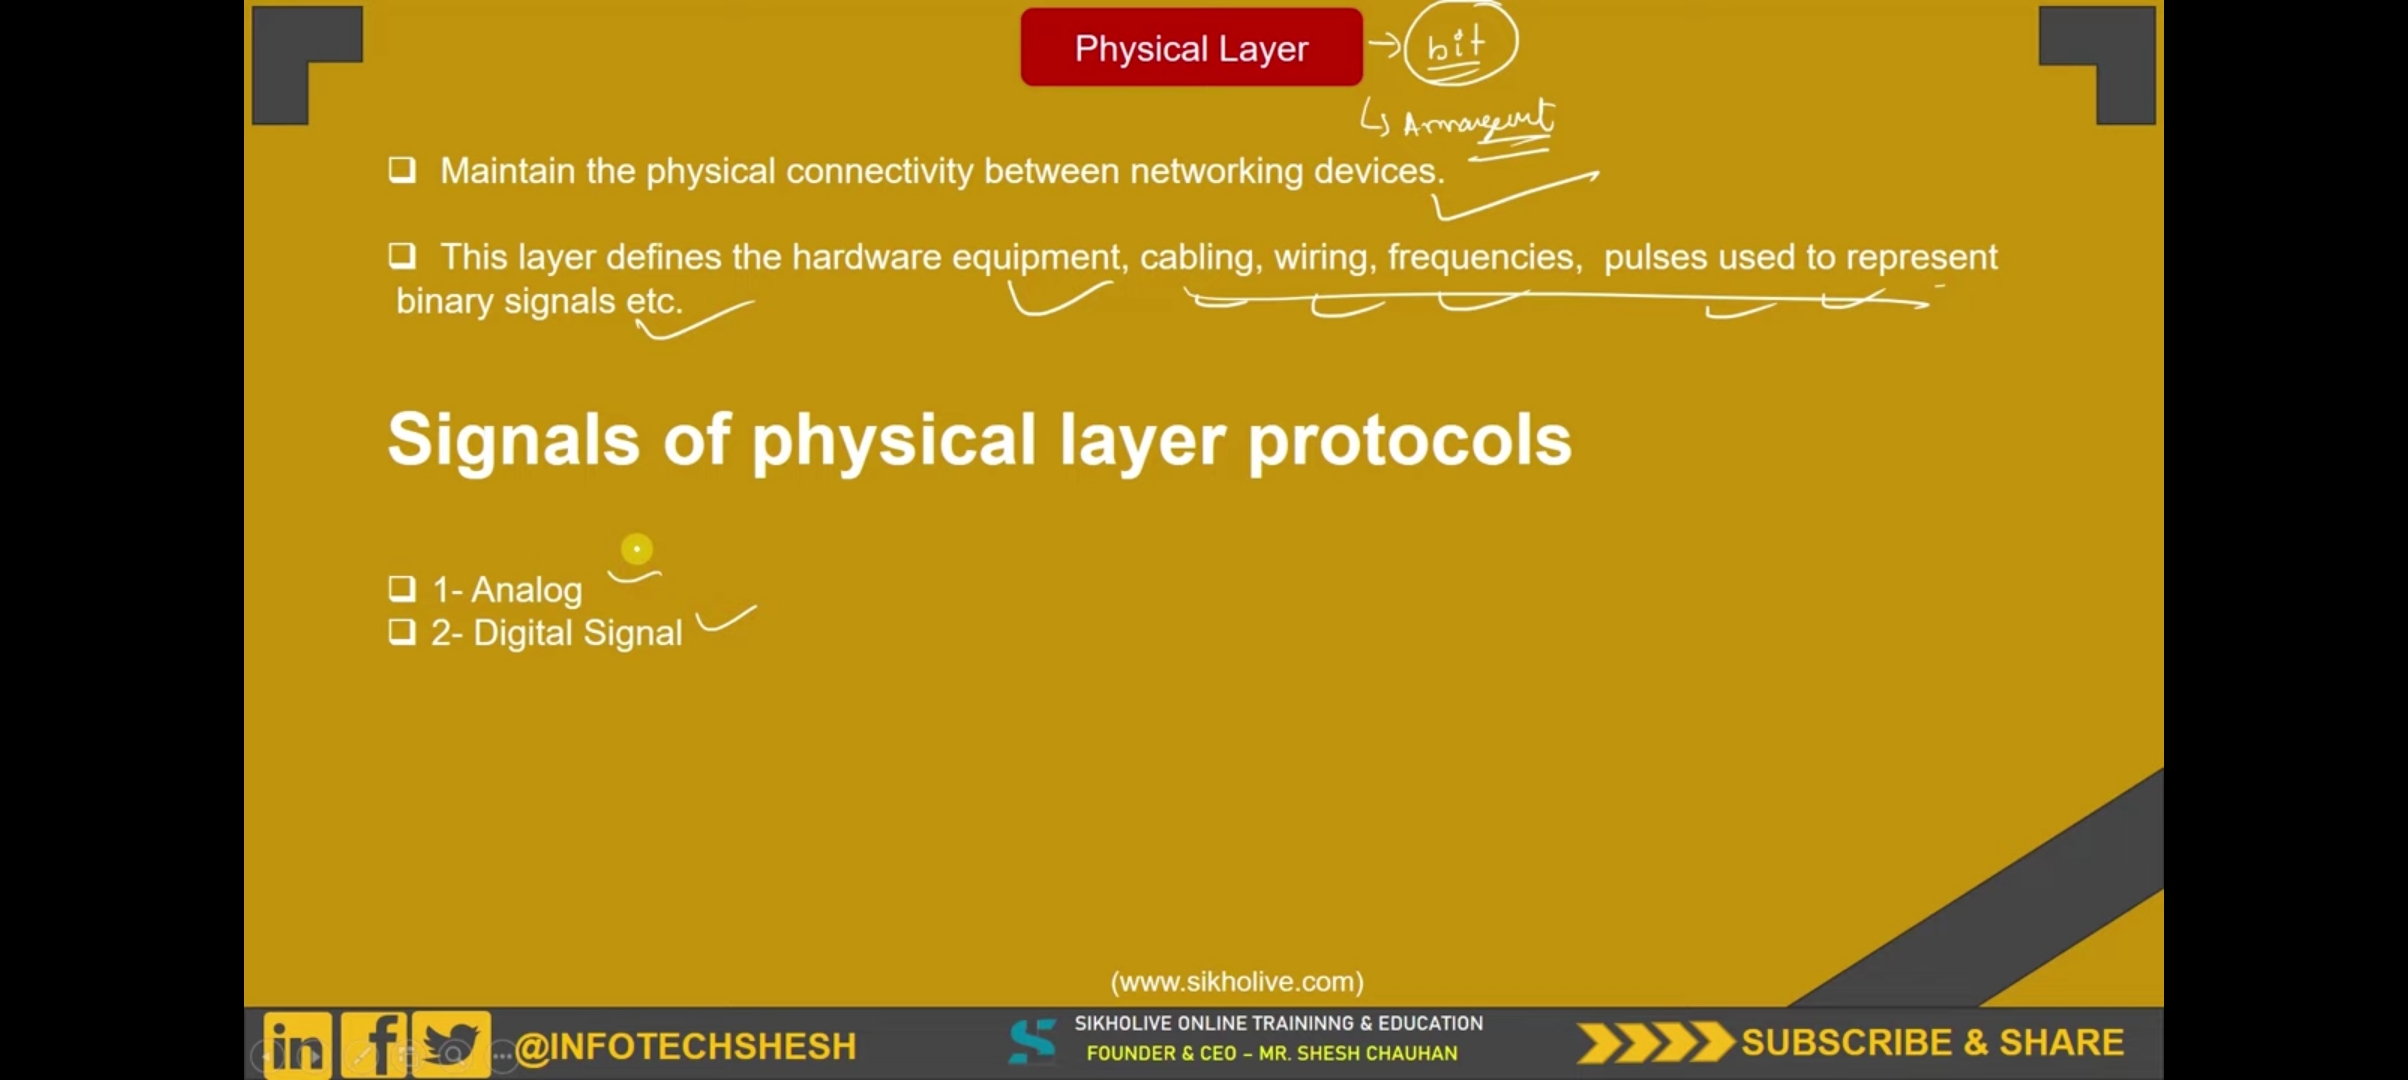 Physical Layer → bit
↳ Arrangement
❑ Maintain the physical connectivity between networking devices.
❑ This layer defines the hardware equipment, cabling, wiring, frequencies, pulses used to represent
binary signals etc.
Signals of physical layer protocols
❑ 1- Analog
❑ 2- Digital Signal
(www.sikholive.com)
@INFOTECHSHESH
SIKHOLIVE ONLINE TRAININNG & EDUCATION
FOUNDER & CEO – MR. SHESH CHAUHAN
SUBSCRIBE & SHARE